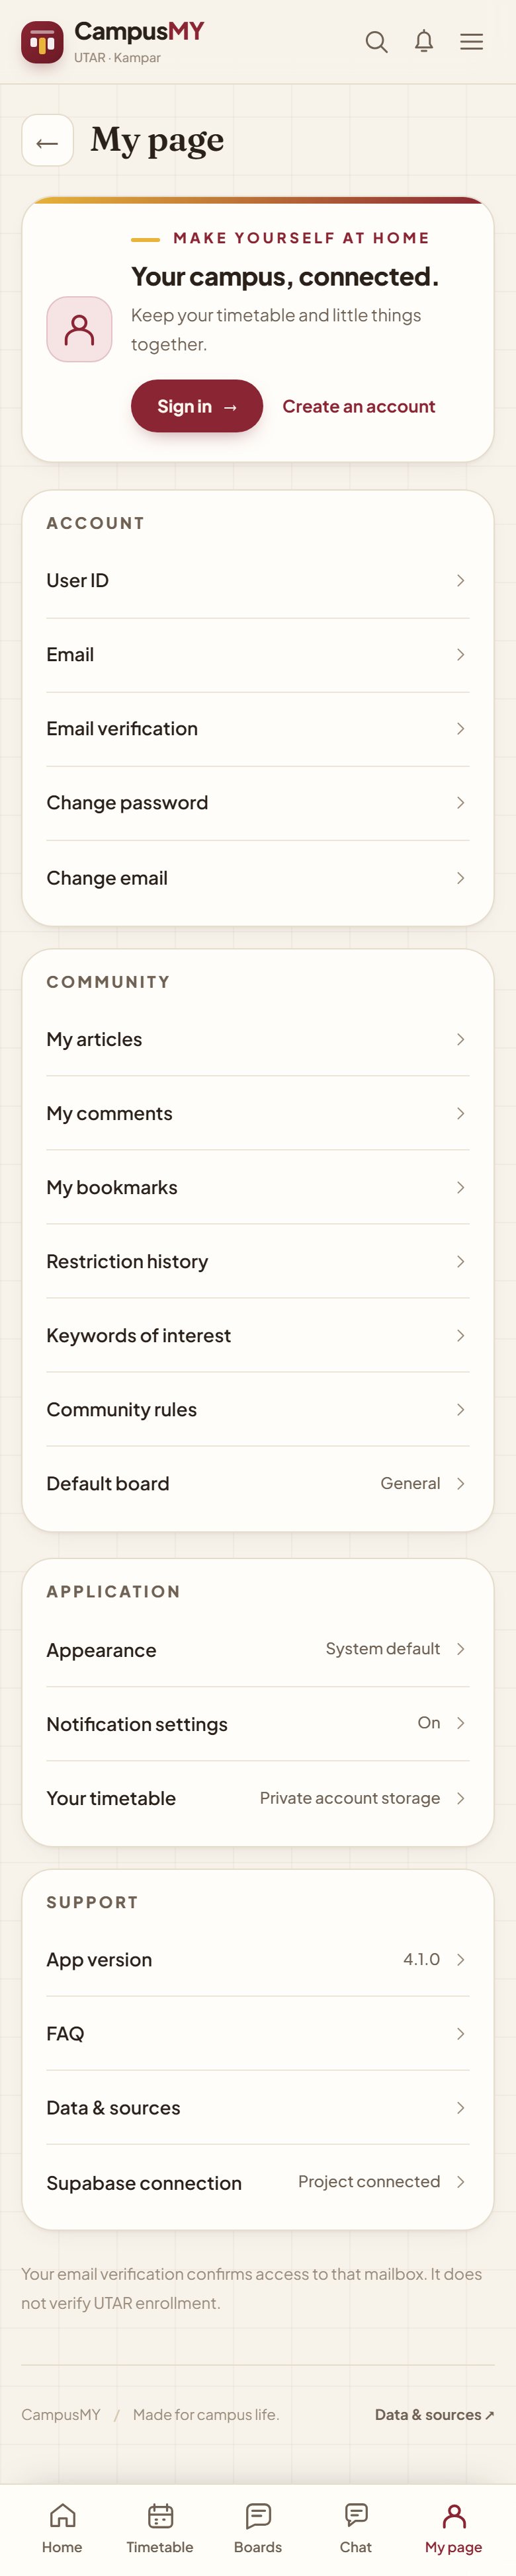 CampusMY
UTAR · Kampar
← My page
MAKE YOURSELF AT HOME
Your campus, connected.
Keep your timetable and little things
together.
Sign in → Create an account
ACCOUNT
User ID
Email
Email verification
Change password
Change email
COMMUNITY
My articles
My comments
My bookmarks
Restriction history
Keywords of interest
Community rules
Default board General
APPLICATION
Appearance System default
Notification settings On
Your timetable Private account storage
SUPPORT
App version 4.1.0
FAQ
Data & sources
Supabase connection Project connected
Your email verification confirms access to that mailbox. It does
not verify UTAR enrollment.
CampusMY / Made for campus life. Data & sources ↗
Home Timetable Boards Chat My page